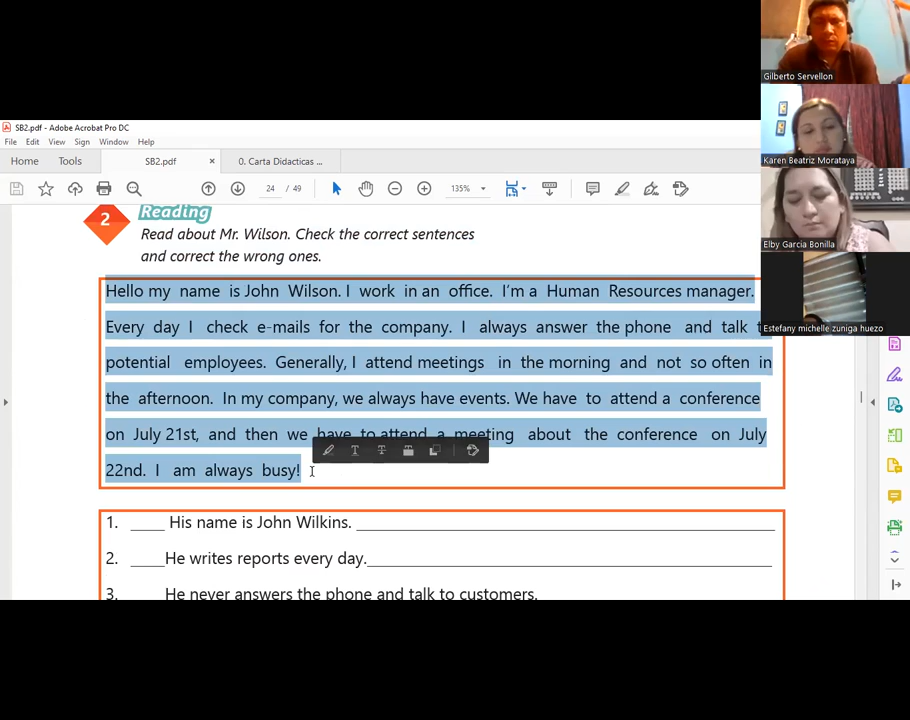 Gilberto Servellon
SB2.pdf - Adobe Acrobat Pro DC
File Edit View Sign Window Help
Karen Beatriz Morataya
Home Tools SB2.pdf × 0. Carta Didacticas ...
24 / 49 135%
2 Reading
Read about Mr. Wilson. Check the correct sentences
and correct the wrong ones.
Elby Garcia Bonilla
Hello my name is John Wilson. I work in an office. I'm a Human Resources manager.
Every day I check e-mails for the company. I always answer the phone and talk
Estefany michelle zuniga huezo
potential employees. Generally, I attend meetings in the morning and not so often in
the afternoon. In my company, we always have events. We have to attend a conference
on July 21st, and then we have to attend a meeting about the conference on July
22nd. I am always busy!
1. ____ His name is John Wilkins. ____
2. ____ He writes reports every day. ____
3. He never answers the phone and talk to customers.